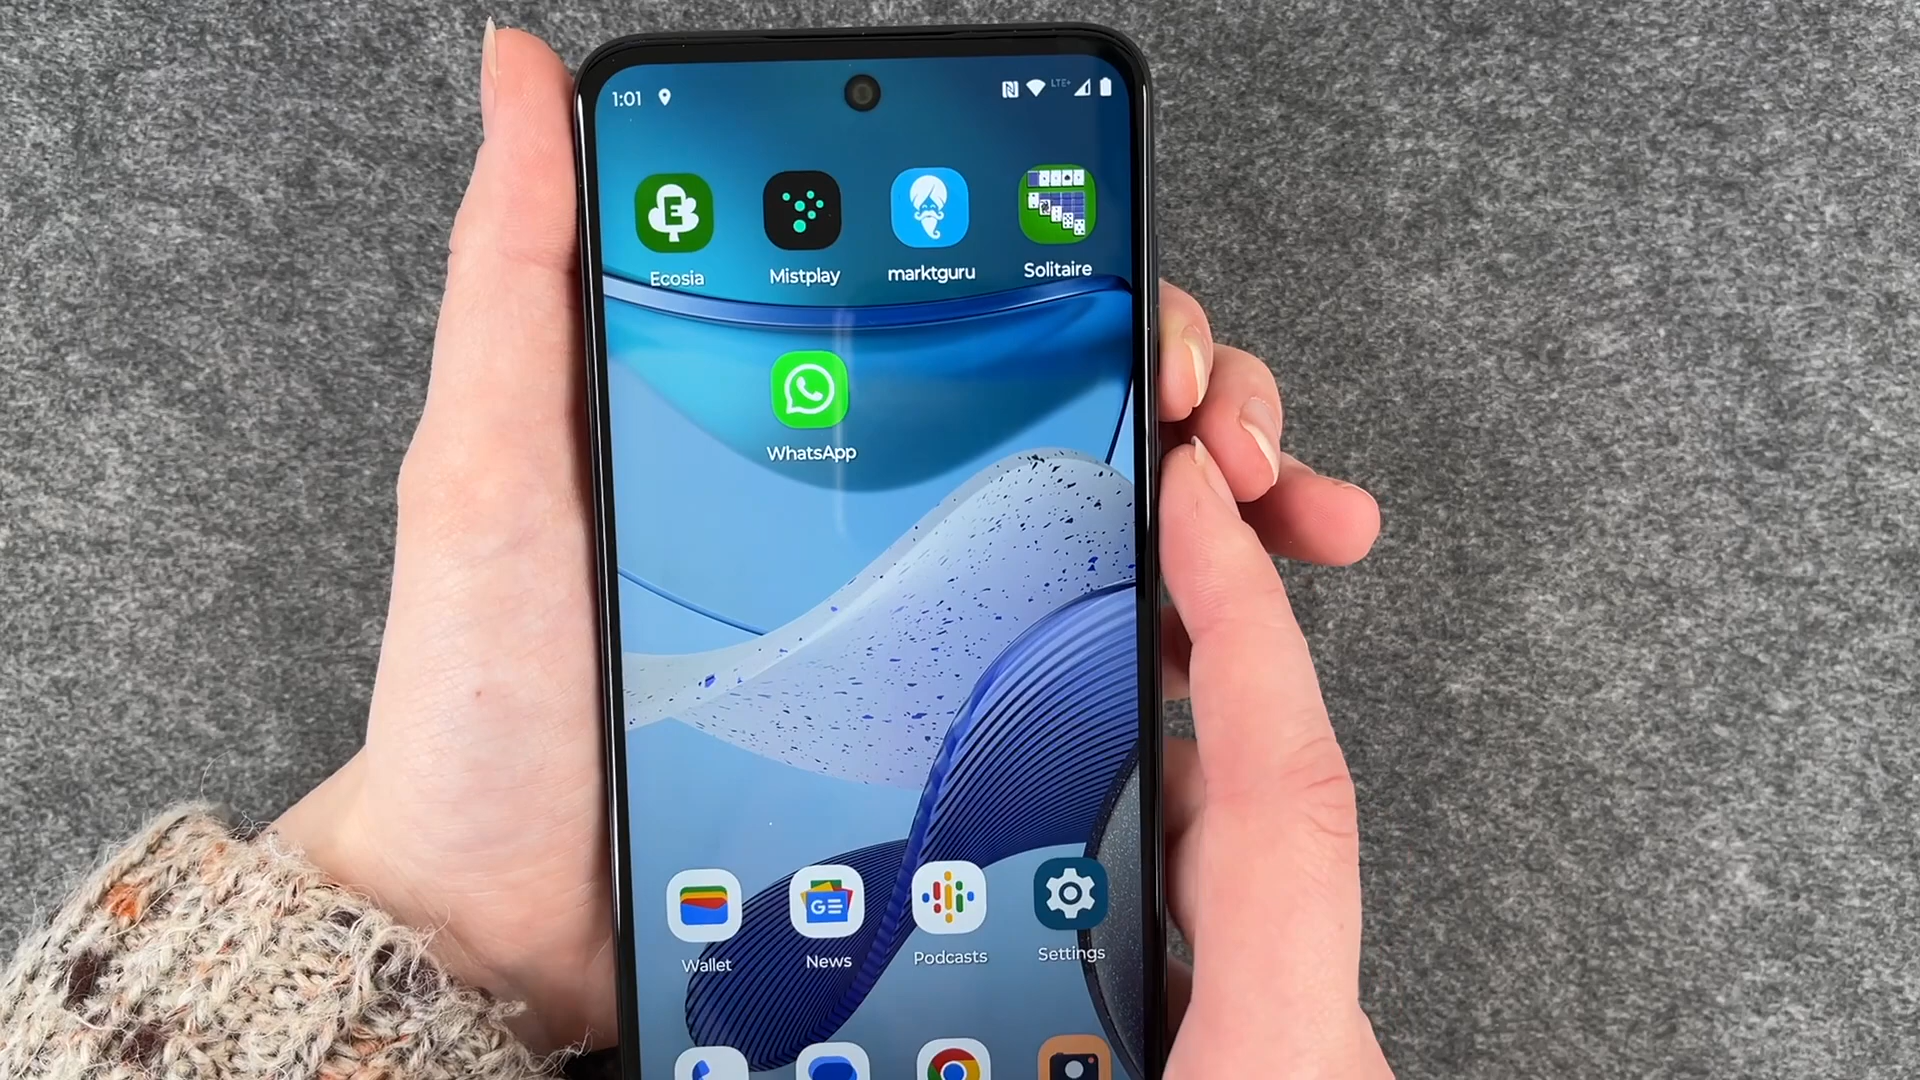 1:01 LTE+
Ecosia Mistplay marktguru Solitaire
WhatsApp
Wallet News Podcasts Settings